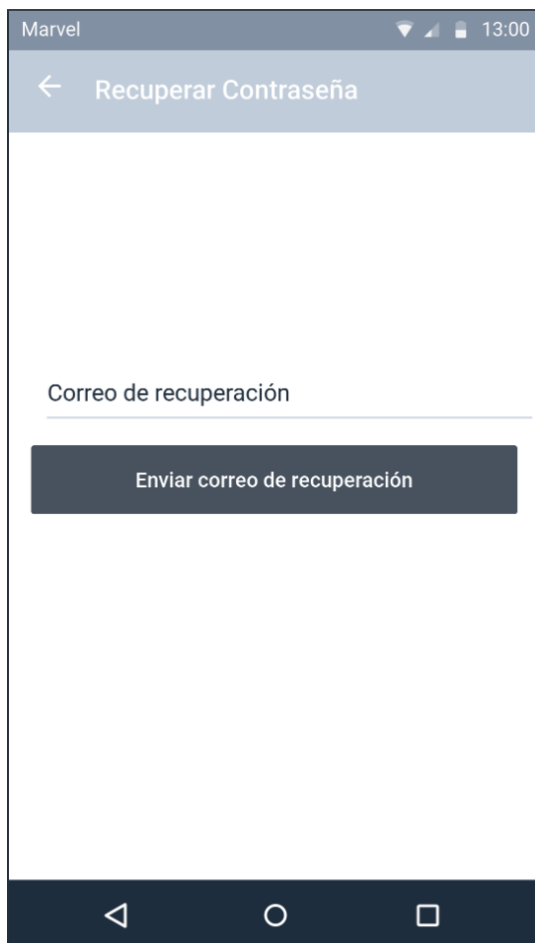 Marvel 13:00
Recuperar Contraseña
Correo de recuperación
Enviar correo de recuperación